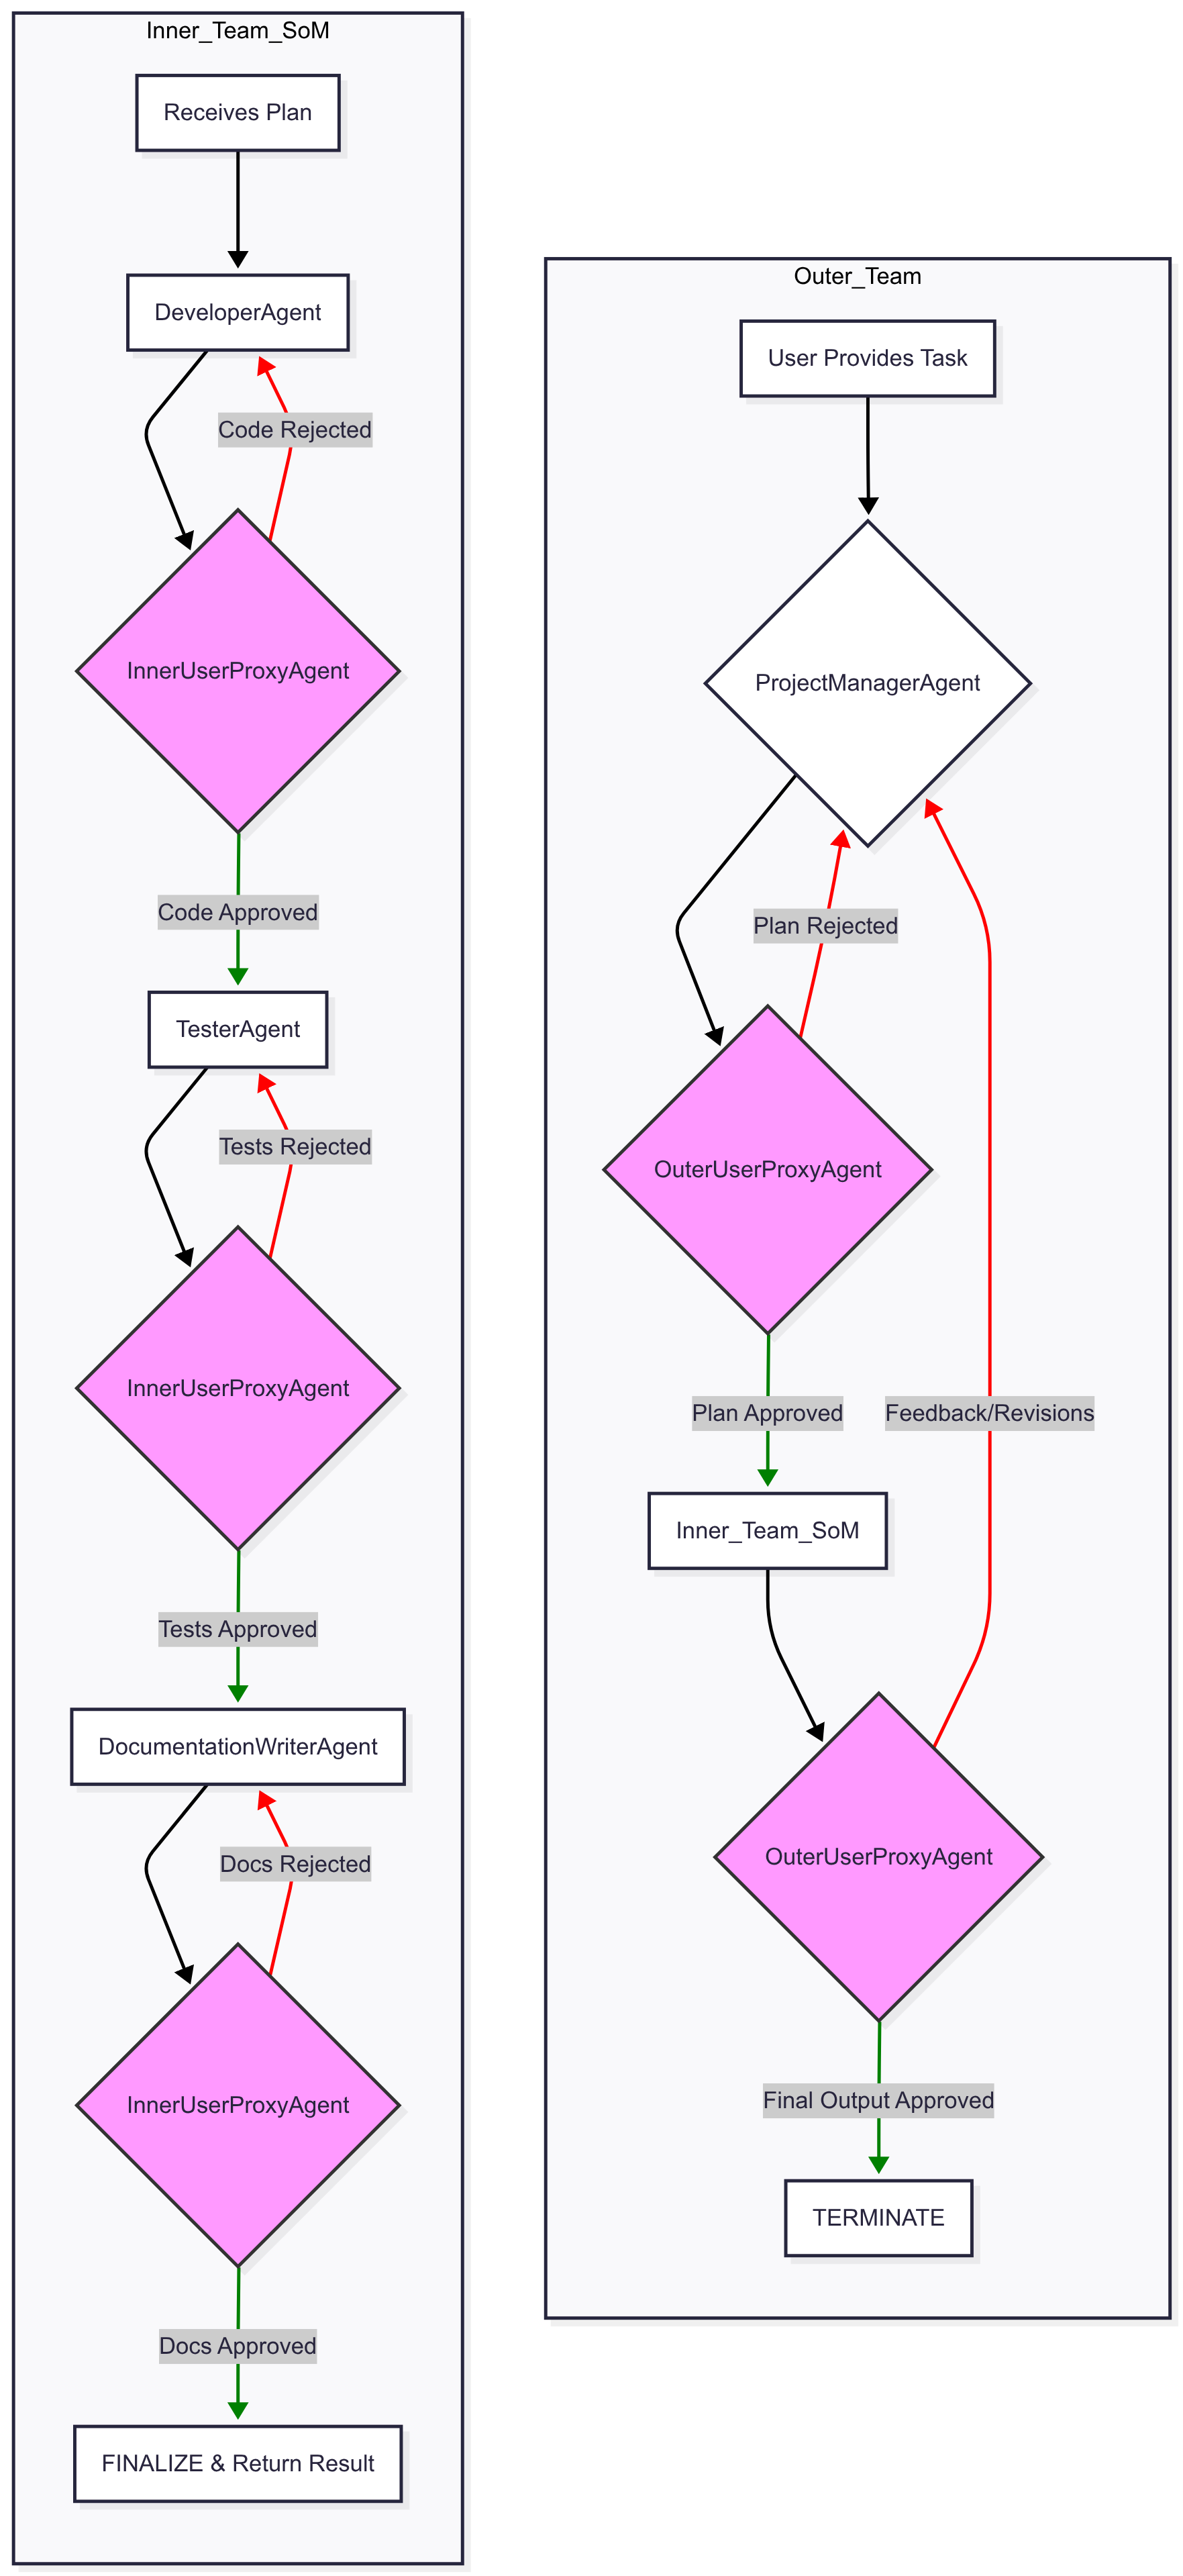 Inner_Team_SoM
Receives Plan
DeveloperAgent
Code Rejected
InnerUserProxyAgent
Code Approved
TesterAgent
Tests Rejected
InnerUserProxyAgent
Tests Approved
DocumentationWriterAgent
Docs Rejected
InnerUserProxyAgent
Docs Approved
FINALIZE & Return Result
Outer_Team
User Provides Task
ProjectManagerAgent
Plan Rejected
OuterUserProxyAgent
Plan Approved
Feedback/Revisions
Inner_Team_SoM
OuterUserProxyAgent
Final Output Approved
TERMINATE